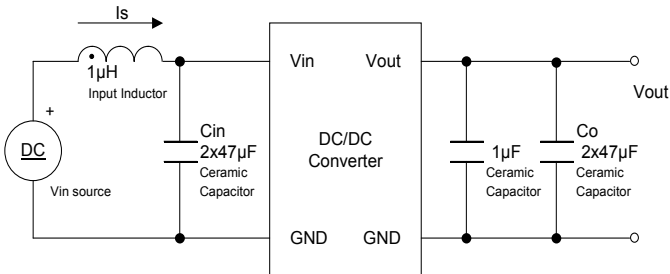 Is
1µH
Input Inductor
+
DC
Vin source
Cin
2x47µF
Ceramic
Capacitor
Vin
Vout
DC/DC
Converter
GND
GND
1µF
Ceramic
Capacitor
Co
2x47µF
Ceramic
Capacitor
Vout